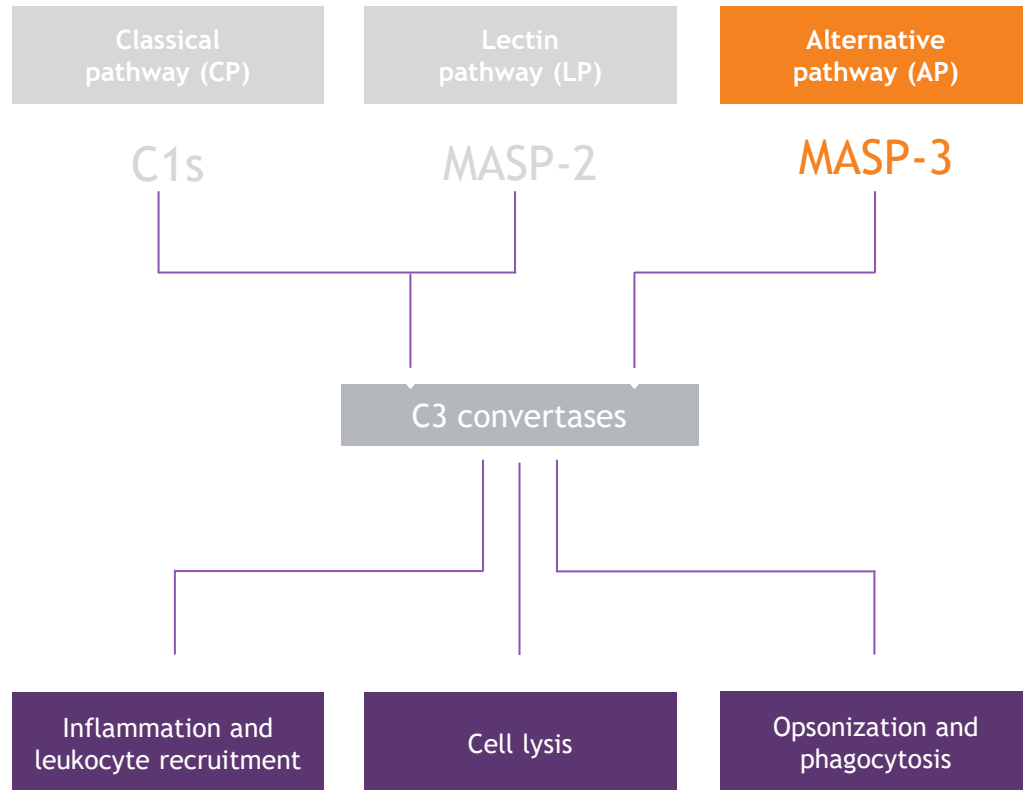 Classical
pathway (CP)
Lectin
pathway (LP)
Alternative
pathway (AP)
C1s
MASP-2
MASP-3
C3 convertases
Inflammation and
leukocyte recruitment
Cell lysis
Opsonization and
phagocytosis